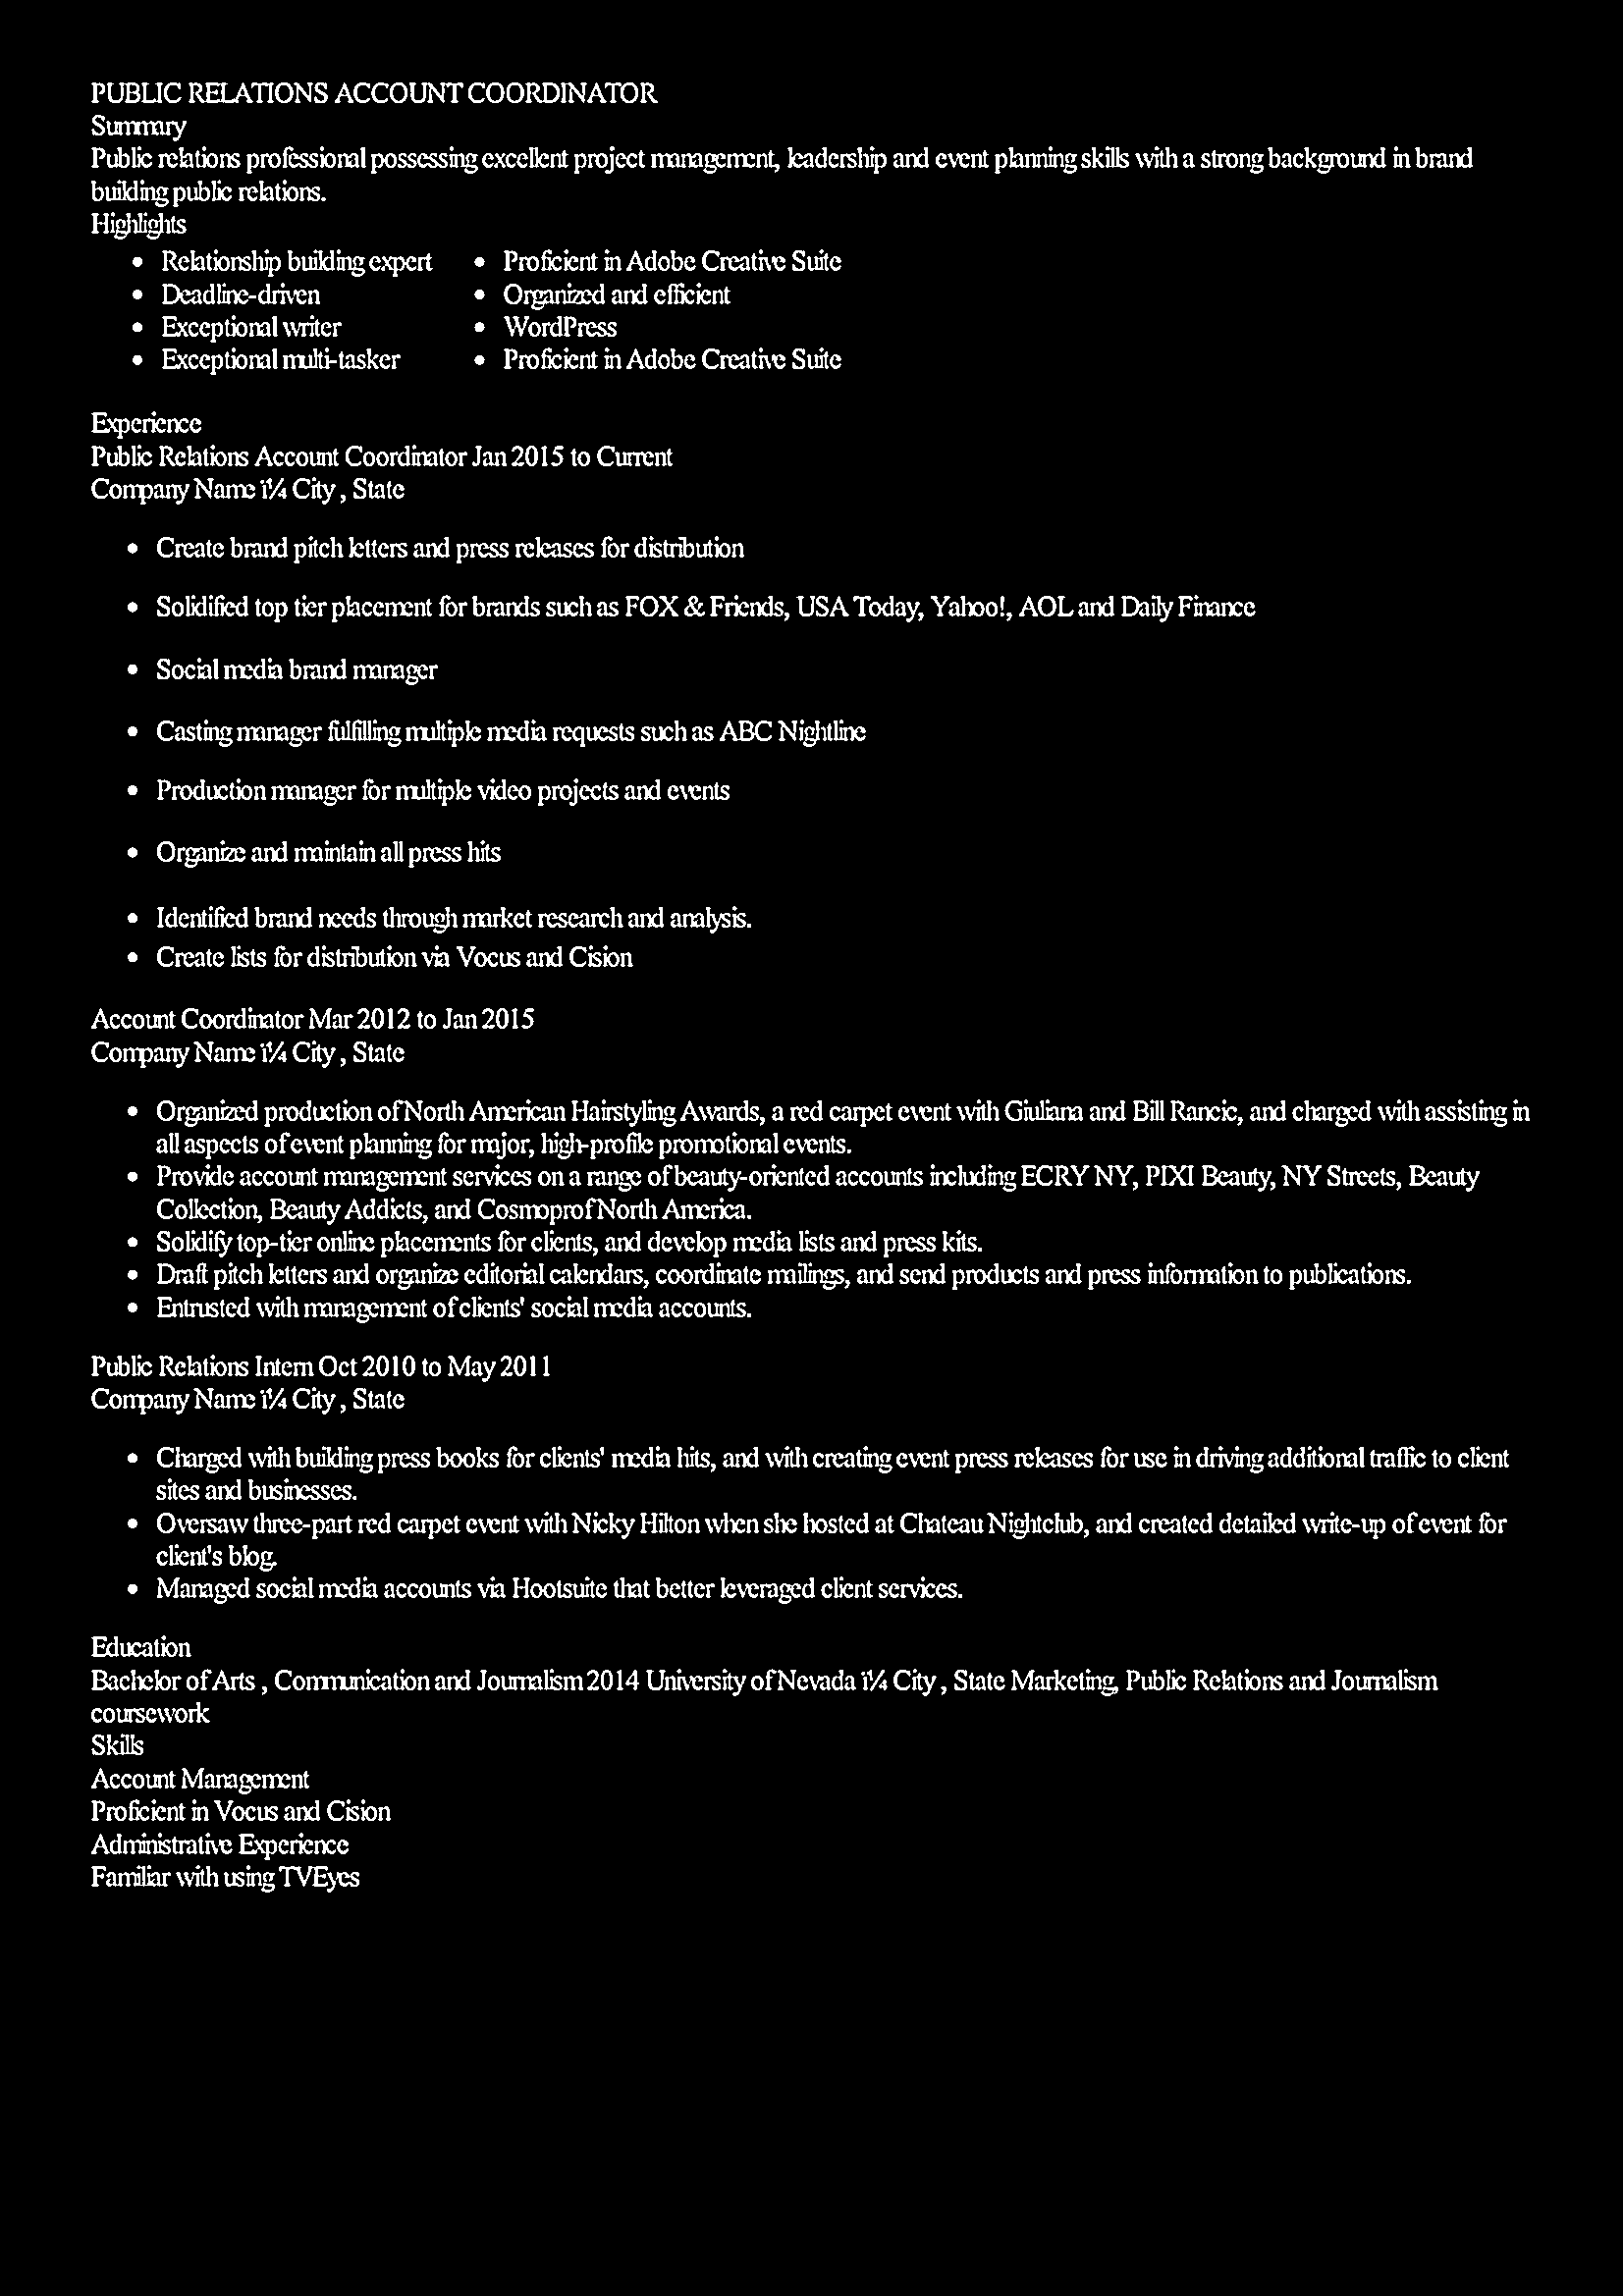 PUBLIC RELATIONS ACCOUNT COORDINATOR
Summary
Public relations professional possessing excellent project management, leadership and event planning skills with a strong background in brand
building public relations.
Highlights
• Relationship building expert
• Deadline-driven
• Exceptional writer
• Exceptional multi-tasker
• Proficient in Adobe Creative Suite
• Organized and efficient
• WordPress
• Proficient in Adobe Creative Suite
Experience
Public Relations Account Coordinator Jan 2015 to Current
Company Name ï¼ City , State
• Create brand pitch letters and press releases for distribution
• Solidified top tier placement for brands such as FOX & Friends, USA Today, Yahoo!, AOL and Daily Finance
• Social media brand manager
• Casting manager fulfilling multiple media requests such as ABC Nightline
• Production manager for multiple video projects and events
• Organize and maintain all press hits
• Identified brand needs through market research and analysis.
• Create lists for distribution via Vocus and Cision
Account Coordinator Mar 2012 to Jan 2015
Company Name ï¼ City , State
• Organized production of North American Hairstyling Awards, a red carpet event with Giuliana and Bill Rancic, and charged with assisting in
all aspects of event planning for major, high-profile promotional events.
• Provide account management services on a range of beauty-oriented accounts including ECRY NY, PIXI Beauty, NY Streets, Beauty
Collection, Beauty Addicts, and Cosmoprof North America.
• Solidify top-tier online placements for clients, and develop media lists and press kits.
• Draft pitch letters and organize editorial calendars, coordinate mailings, and send products and press information to publications.
• Entrusted with management of clients' social media accounts.
Public Relations Intern Oct 2010 to May 2011
Company Name ï¼ City , State
• Charged with building press books for clients' media hits, and with creating event press releases for use in driving additional traffic to client
sites and businesses.
• Oversaw three-part red carpet event with Nicky Hilton when she hosted at Chateau Nightclub, and created detailed write-up of event for
client's blog.
• Managed social media accounts via Hootsuite that better leveraged client services.
Education
Bachelor of Arts , Communication and Journalism 2014 University of Nevada ï¼ City , State Marketing, Public Relations and Journalism
coursework
Skills
Account Management
Proficient in Vocus and Cision
Administrative Experience
Familiar with using TVEyes